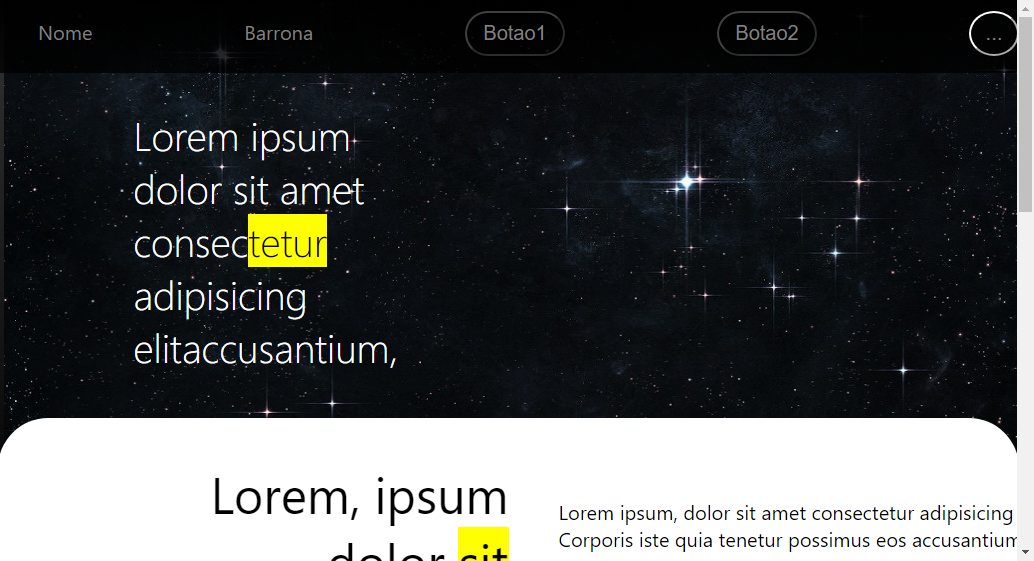 Nome Barrona Botao1 Botao2 ...
Lorem ipsum
dolor sit amet
consectetur
adipisicing
elitaccusantium,
Lorem, ipsum
dolor sit
Lorem ipsum, dolor sit amet consectetur adipisicing
Corporis iste quia tenetur possimus eos accusantium